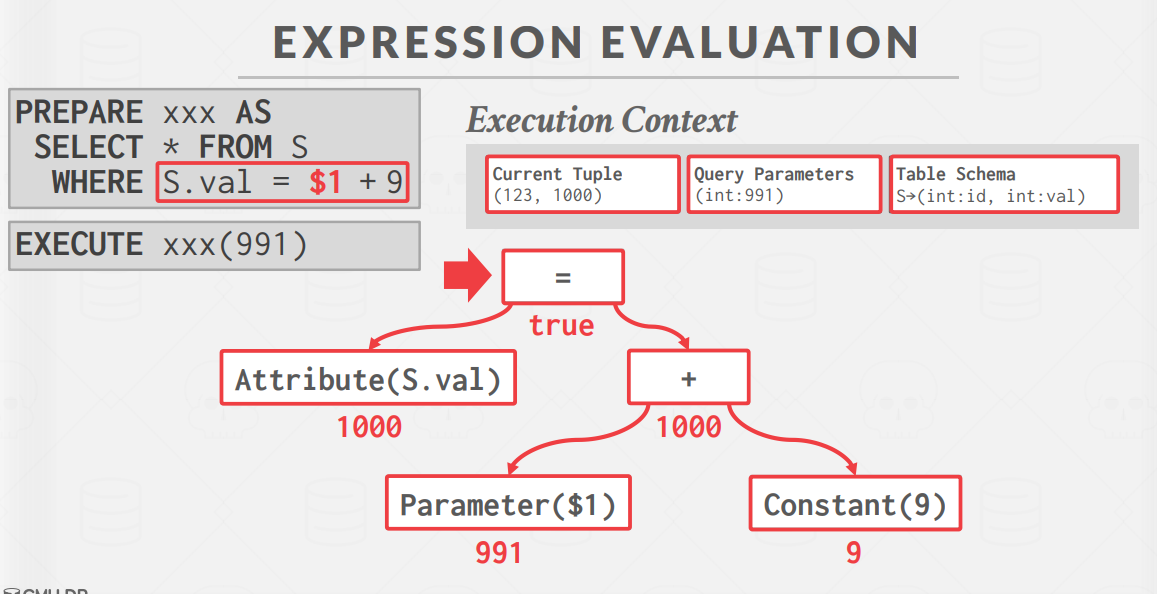 EXPRESSION EVALUATION
PREPARE xxx AS
SELECT * FROM S
WHERE S.val = $1 + 9
EXECUTE xxx(991)
Execution Context
Current Tuple
(123, 1000)
Query Parameters
(int:991)
Table Schema
S→(int:id, int:val)
=
true
Attribute(S.val)
1000
+
1000
Parameter($1)
991
Constant(9)
9